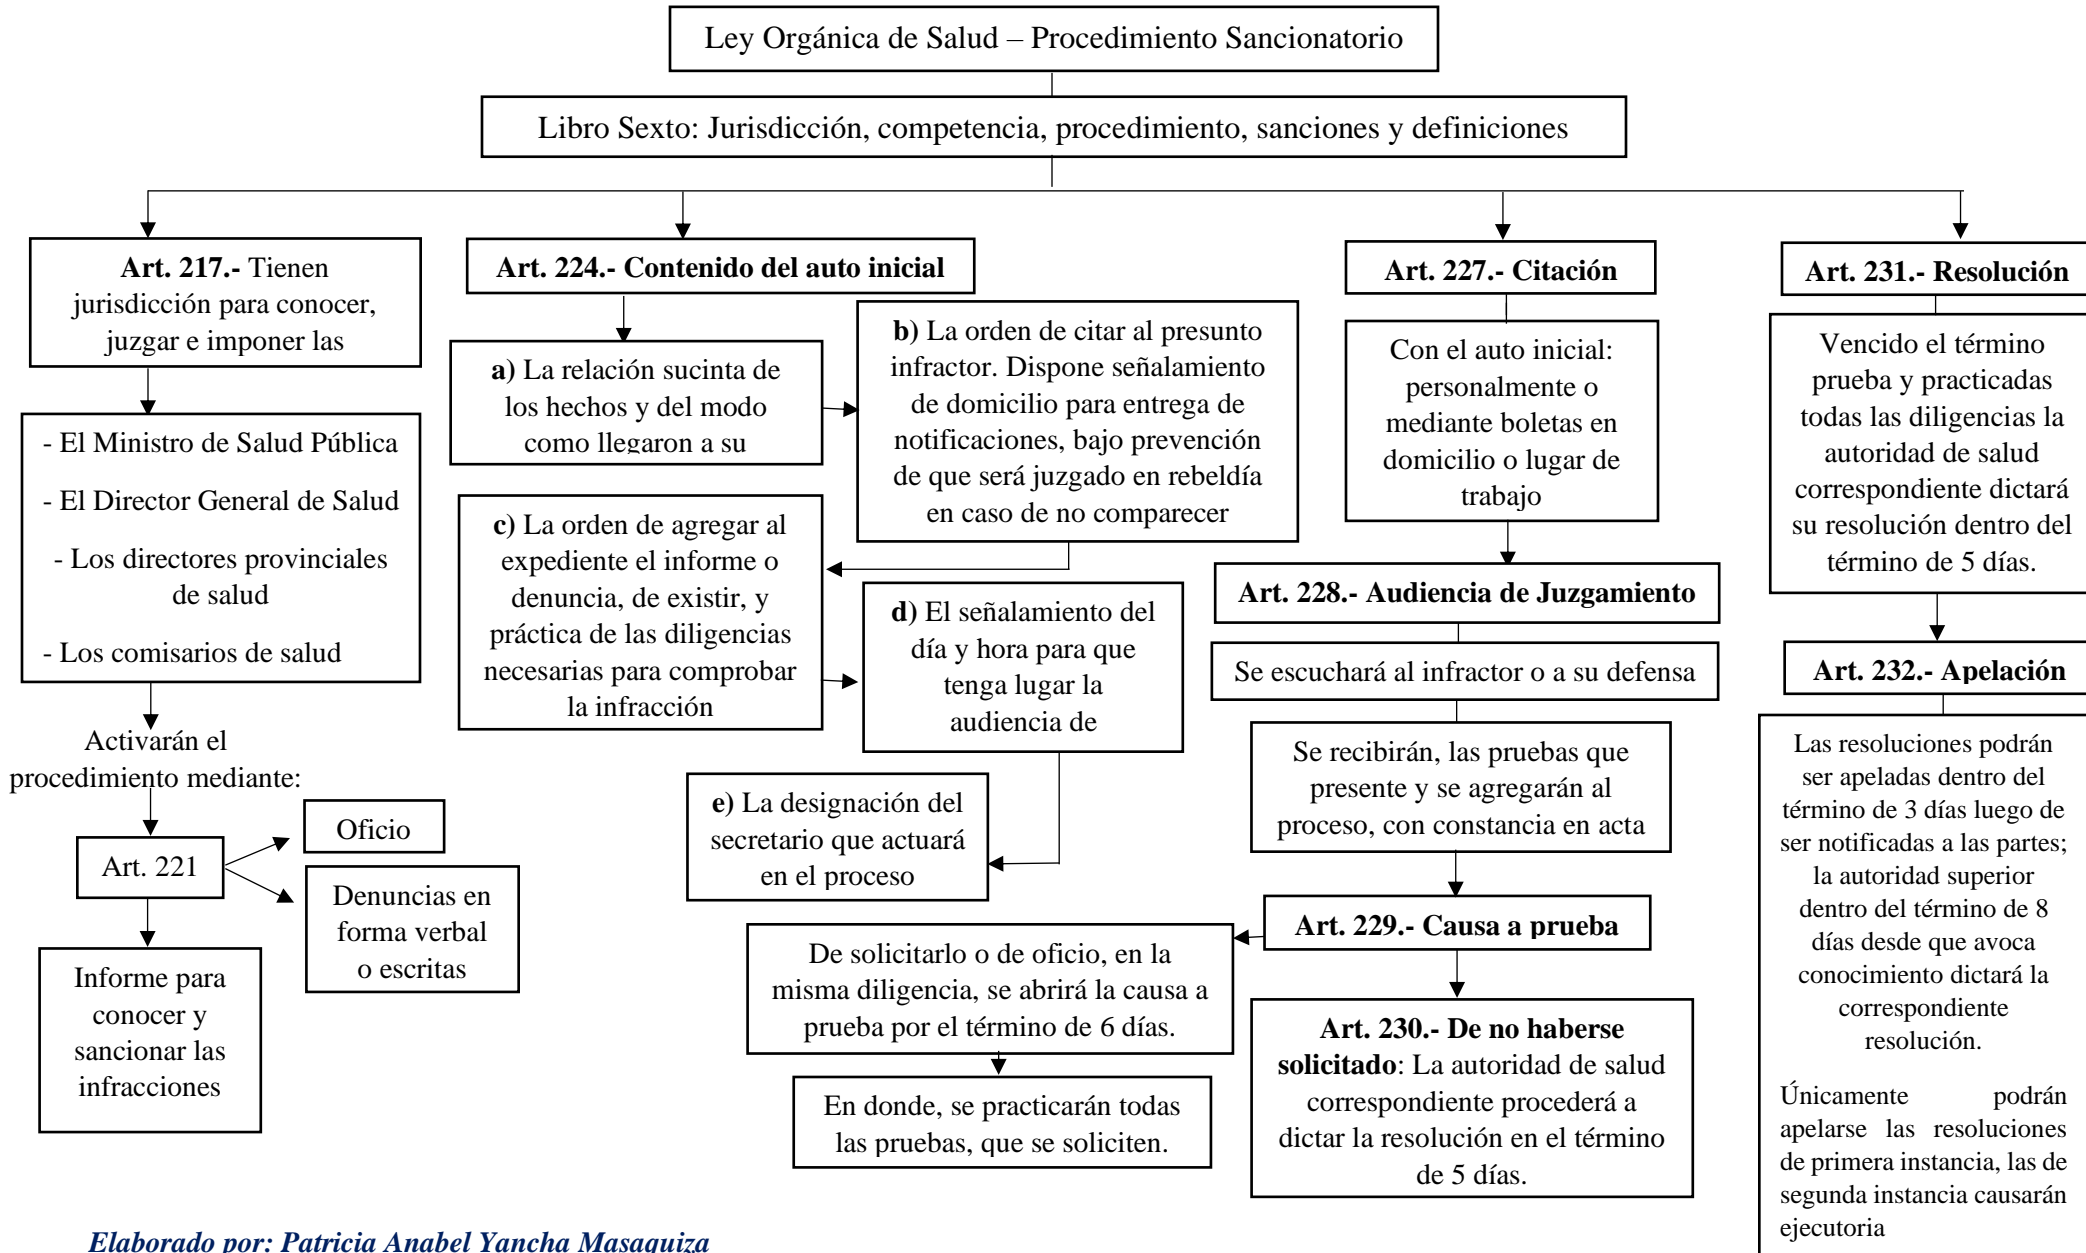 Ley Orgánica de Salud – Procedimiento Sancionatorio
Libro Sexto: Jurisdicción, competencia, procedimiento, sanciones y definiciones
Art. 217.- Tienen
jurisdicción para conocer,
juzgar e imponer las
- El Ministro de Salud Pública
- El Director General de Salud
- Los directores provinciales
de salud
- Los comisarios de salud
Activarán el
procedimiento mediante:
Art. 221
Oficio
Denuncias en
forma verbal
o escritas
Informe para
conocer y
sancionar las
infracciones
Art. 224.- Contenido del auto inicial
a) La relación sucinta de
los hechos y del modo
como llegaron a su
b) La orden de citar al presunto
infractor. Dispone señalamiento
de domicilio para entrega de
notificaciones, bajo prevención
de que será juzgado en rebeldía
en caso de no comparecer
c) La orden de agregar al
expediente el informe o
denuncia, de existir, y
práctica de las diligencias
necesarias para comprobar
la infracción
d) El señalamiento del
día y hora para que
tenga lugar la
audiencia de
e) La designación del
secretario que actuará
en el proceso
Art. 227.- Citación
Con el auto inicial:
personalmente o
mediante boletas en
domicilio o lugar de
trabajo
Art. 228.- Audiencia de Juzgamiento
Se escuchará al infractor o a su defensa
Se recibirán, las pruebas que
presente y se agregarán al
proceso, con constancia en acta
Art. 229.- Causa a prueba
De solicitarlo o de oficio, en la
misma diligencia, se abrirá la causa a
prueba por el término de 6 días.
En donde, se practicarán todas
las pruebas, que se soliciten.
Art. 230.- De no haberse
solicitado: La autoridad de salud
correspondiente procederá a
dictar la resolución en el término
de 5 días.
Art. 231.- Resolución
Vencido el término
prueba y practicadas
todas las diligencias la
autoridad de salud
correspondiente dictará
su resolución dentro del
término de 5 días.
Art. 232.- Apelación
Las resoluciones podrán
ser apeladas dentro del
término de 3 días luego de
ser notificadas a las partes;
la autoridad superior
dentro del término de 8
días desde que avoca
conocimiento dictará la
correspondiente
resolución.
Únicamente podrán
apelarse las resoluciones
de primera instancia, las de
segunda instancia causarán
ejecutoria
Elaborado por: Patricia Anabel Yancha Masaquiza